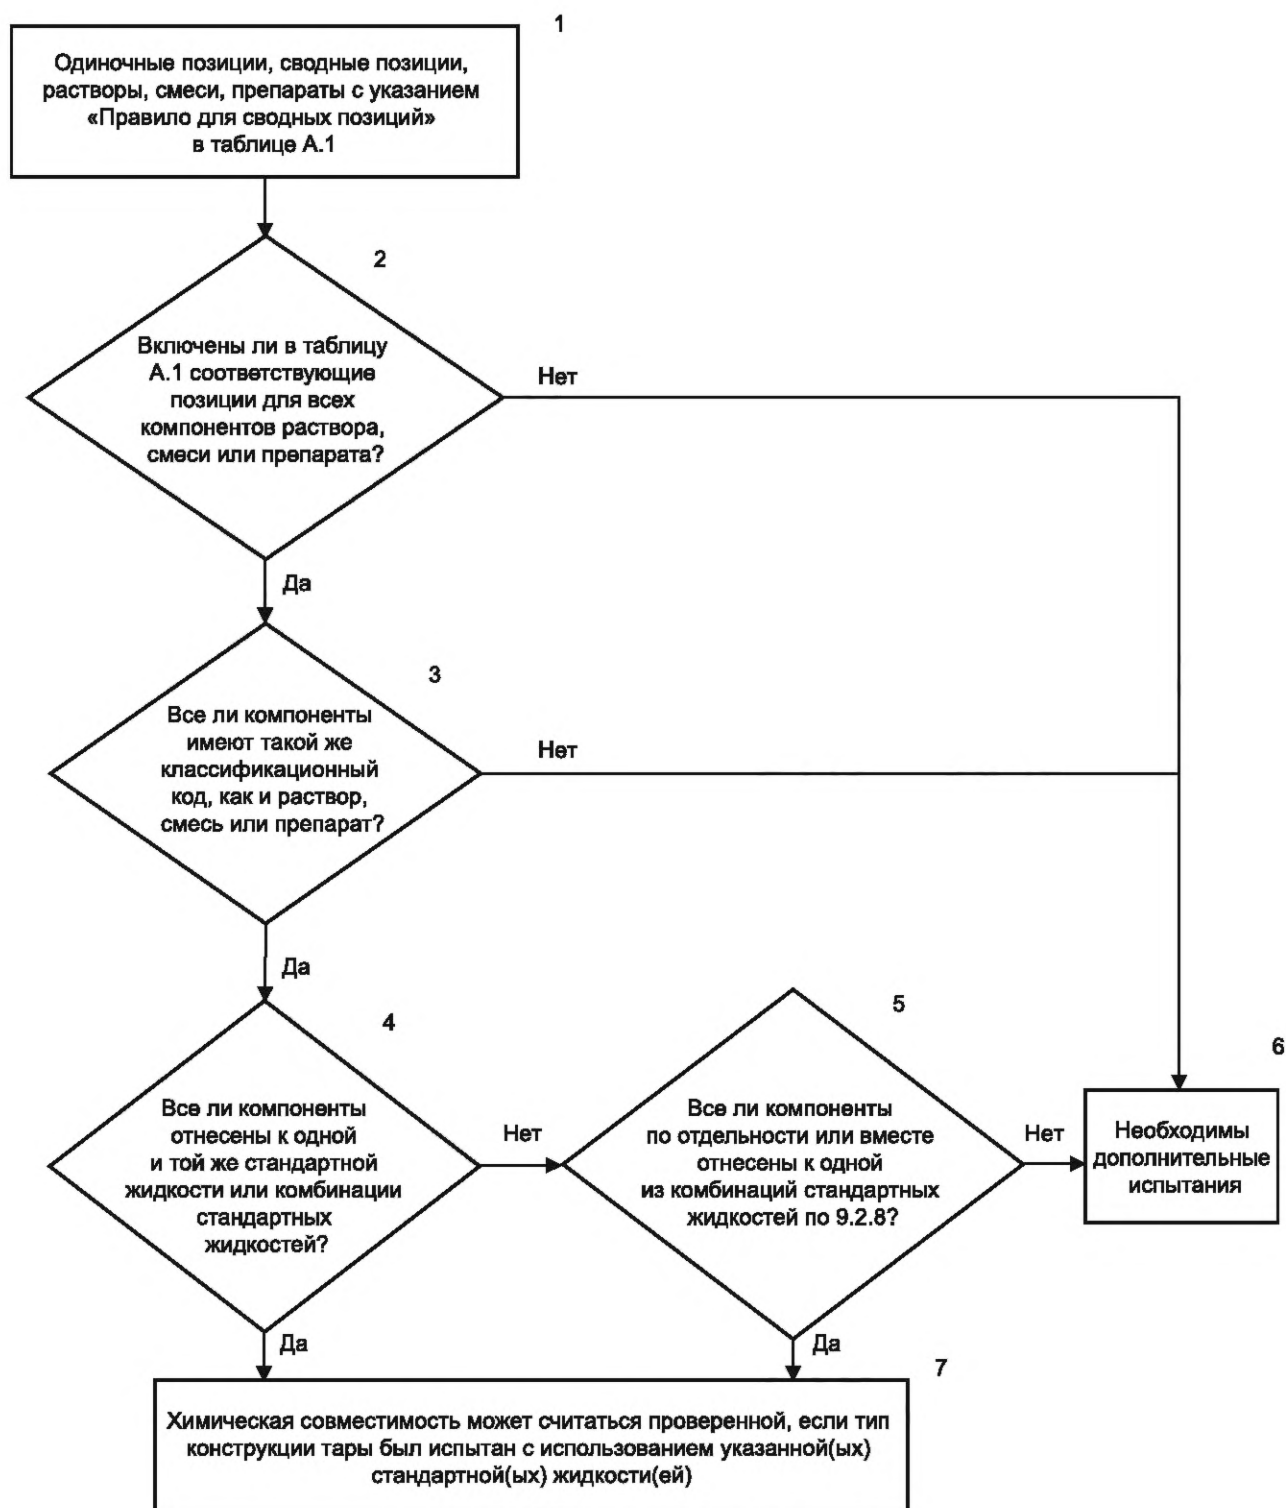 1
Одиночные позиции, сводные позиции,
растворы, смеси, препараты с указанием
«Правило для сводных позиций»
в таблице А.1
2
Включены ли в таблицу
А.1 соответствующие
позиции для всех
компонентов раствора,
смеси или препарата?
Нет
Да
3
Все ли компоненты
имеют такой же
классификационный
код, как и раствор,
смесь или препарат?
Нет
Да
4
Все ли компоненты
отнесены к одной
и той же стандартной
жидкости или комбинации
стандартных
жидкостей?
Нет
Да
5
Все ли компоненты
по отдельности или вместе
отнесены к одной
из комбинаций стандартных
жидкостей по 9.2.8?
Нет
Да
6
Необходимы
дополнительные
испытания
7
Химическая совместимость может считаться проверенной, если тип
конструкции тары был испытан с использованием указанной(ых)
стандартной(ых) жидкости(ей)